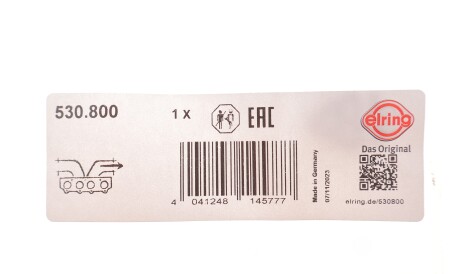 530.800
1 x
EAC
elring
Das Original
4 041248 145777
Made in Germany
07/11/2023
elring.de/530800